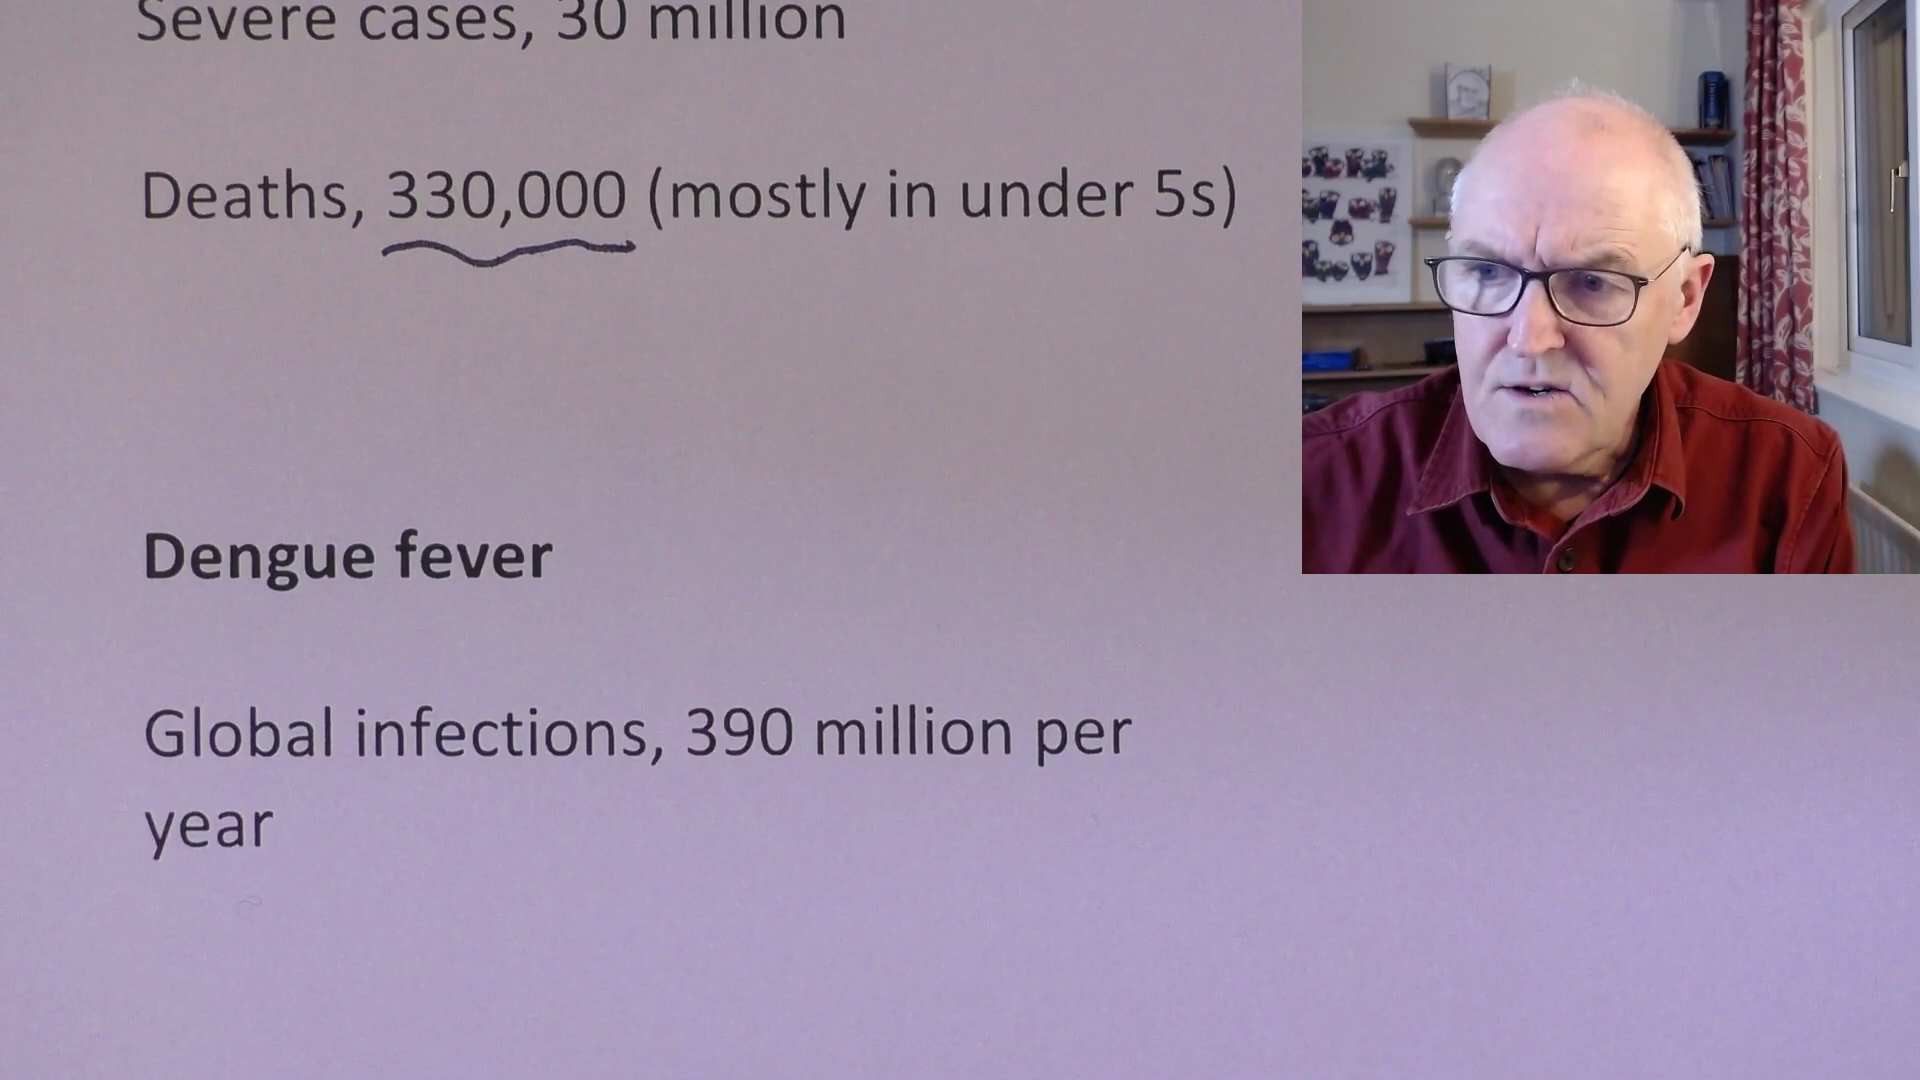 Severe cases, 30 million
Deaths, 330,000 (mostly in under 5s)
Dengue fever
Global infections, 390 million per
year